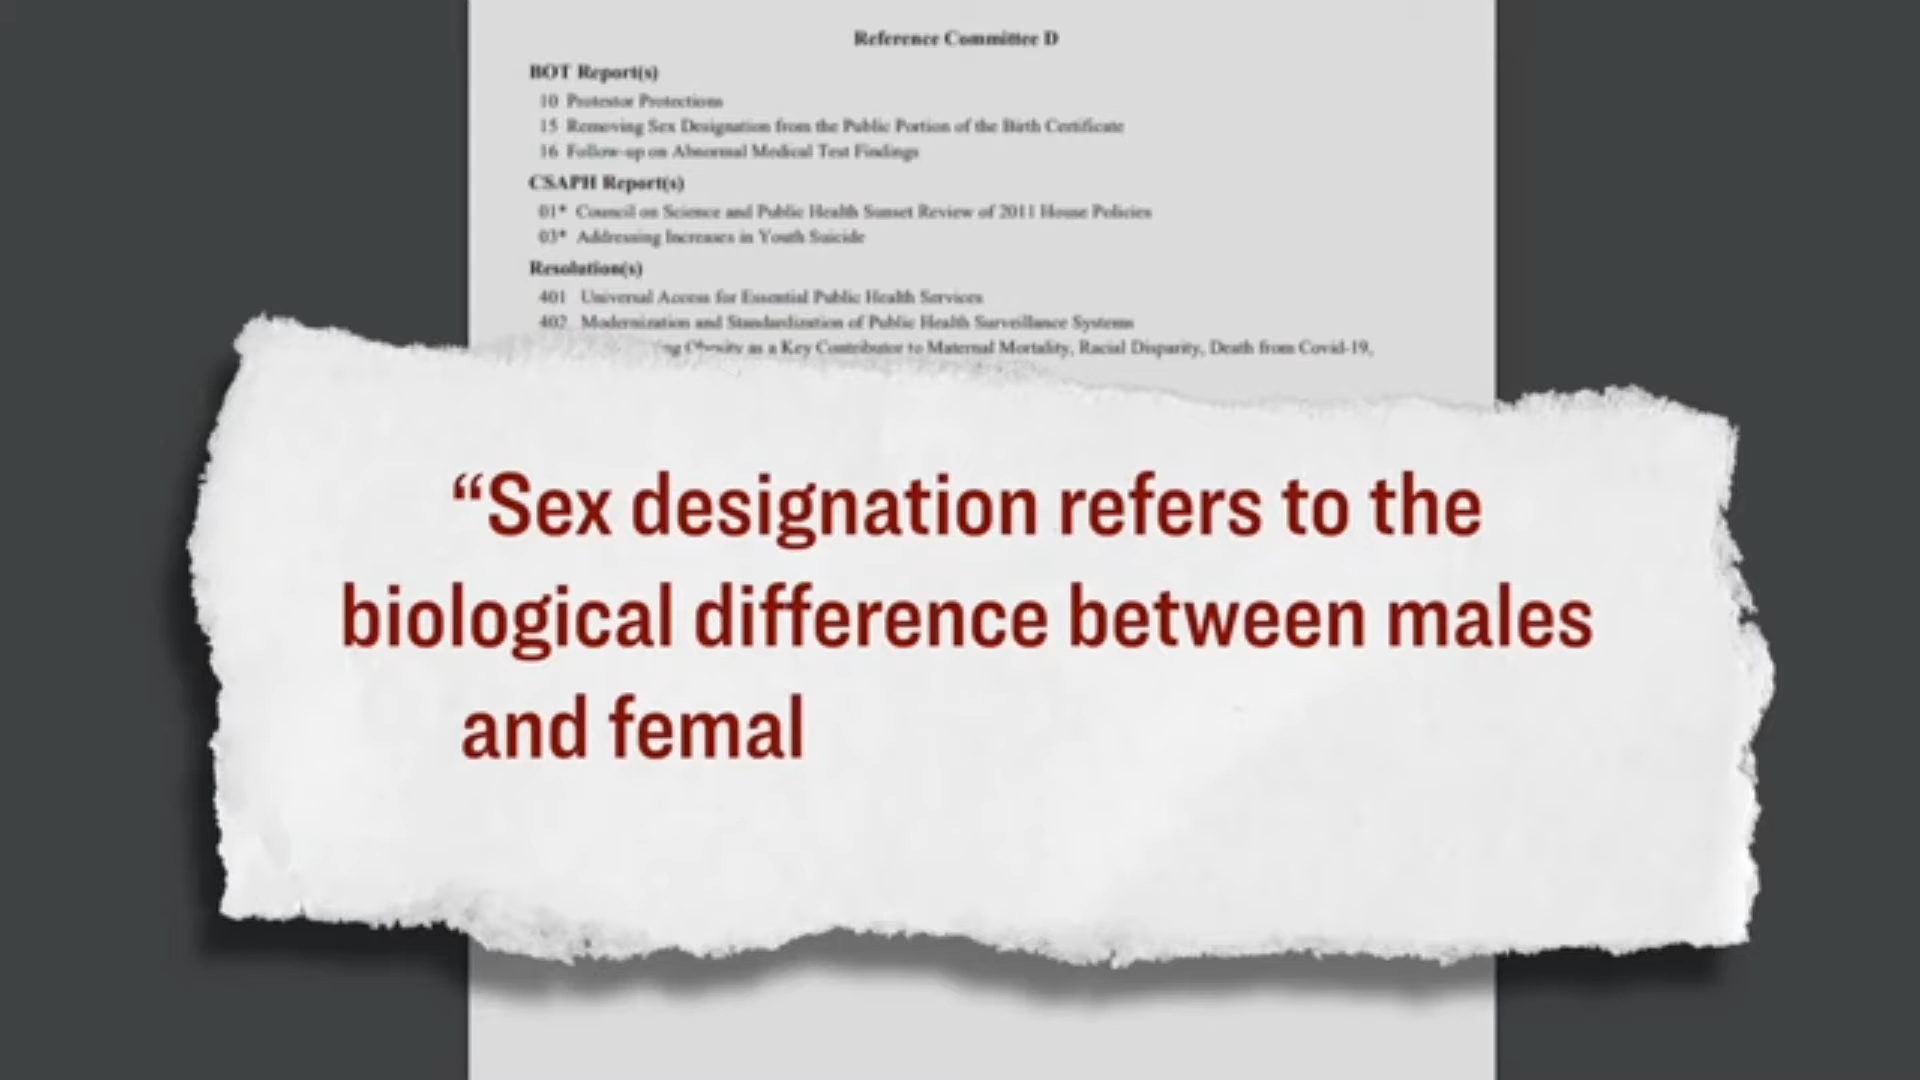 Reference Committee D
BOT Report(s)
10 Protestor Protections
15 Removing Sex Designation from the Public Portion of the Birth Certificate
16 Follow-up on Abnormal Medical Test Findings
CSAPH Report(s)
01* Council on Science and Public Health Sunset Review of 2011 House Policies
03* Addressing Increases in Youth Suicide
Resolution(s)
401 Universal Access for Essential Public Health Services
402 Modernization and Standardization of Public Health Surveillance Systems
Obesity as a Key Contributor to Maternal Mortality, Racial Disparity, Death from Covid-19,
“Sex designation refers to the
biological difference between males
and femal